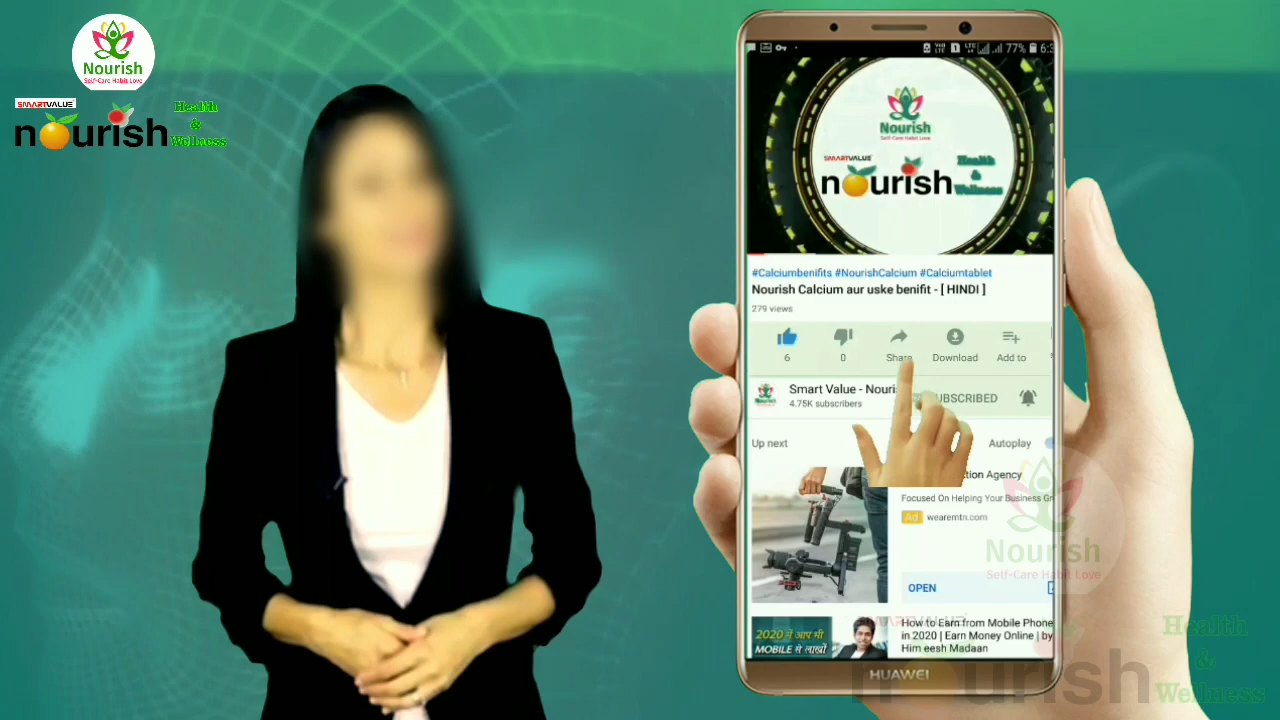 Nourish
Self-Care Habit Love
SMARTVALUE
nourish
Health
&
Wellness
77%
Nourish
Self-Care Habit Love
SMARTVALUE
nourish
Health
&
Wellness
#Calciumbenifits #NourishCalcium #Calciumtablet
Nourish Calcium aur uske benifit - [ HINDI ]
279 views
6
0
Share
Download
Add to
Smart Value - Nouri
4.75K subscribers
UBSCRIBED
Up next
Autoplay
tion Agency
Focused On Helping Your Business Gr
Ad wearemtn.com
OPEN
2020 में आप भी
MOBILE से लाखों
How to Earn from Mobile Phone
in 2020 | Earn Money Online | by
Him eesh Madaan
HUAWEI
Nourish
Self-Care Habit Love
nourish
Health
&
Wellness